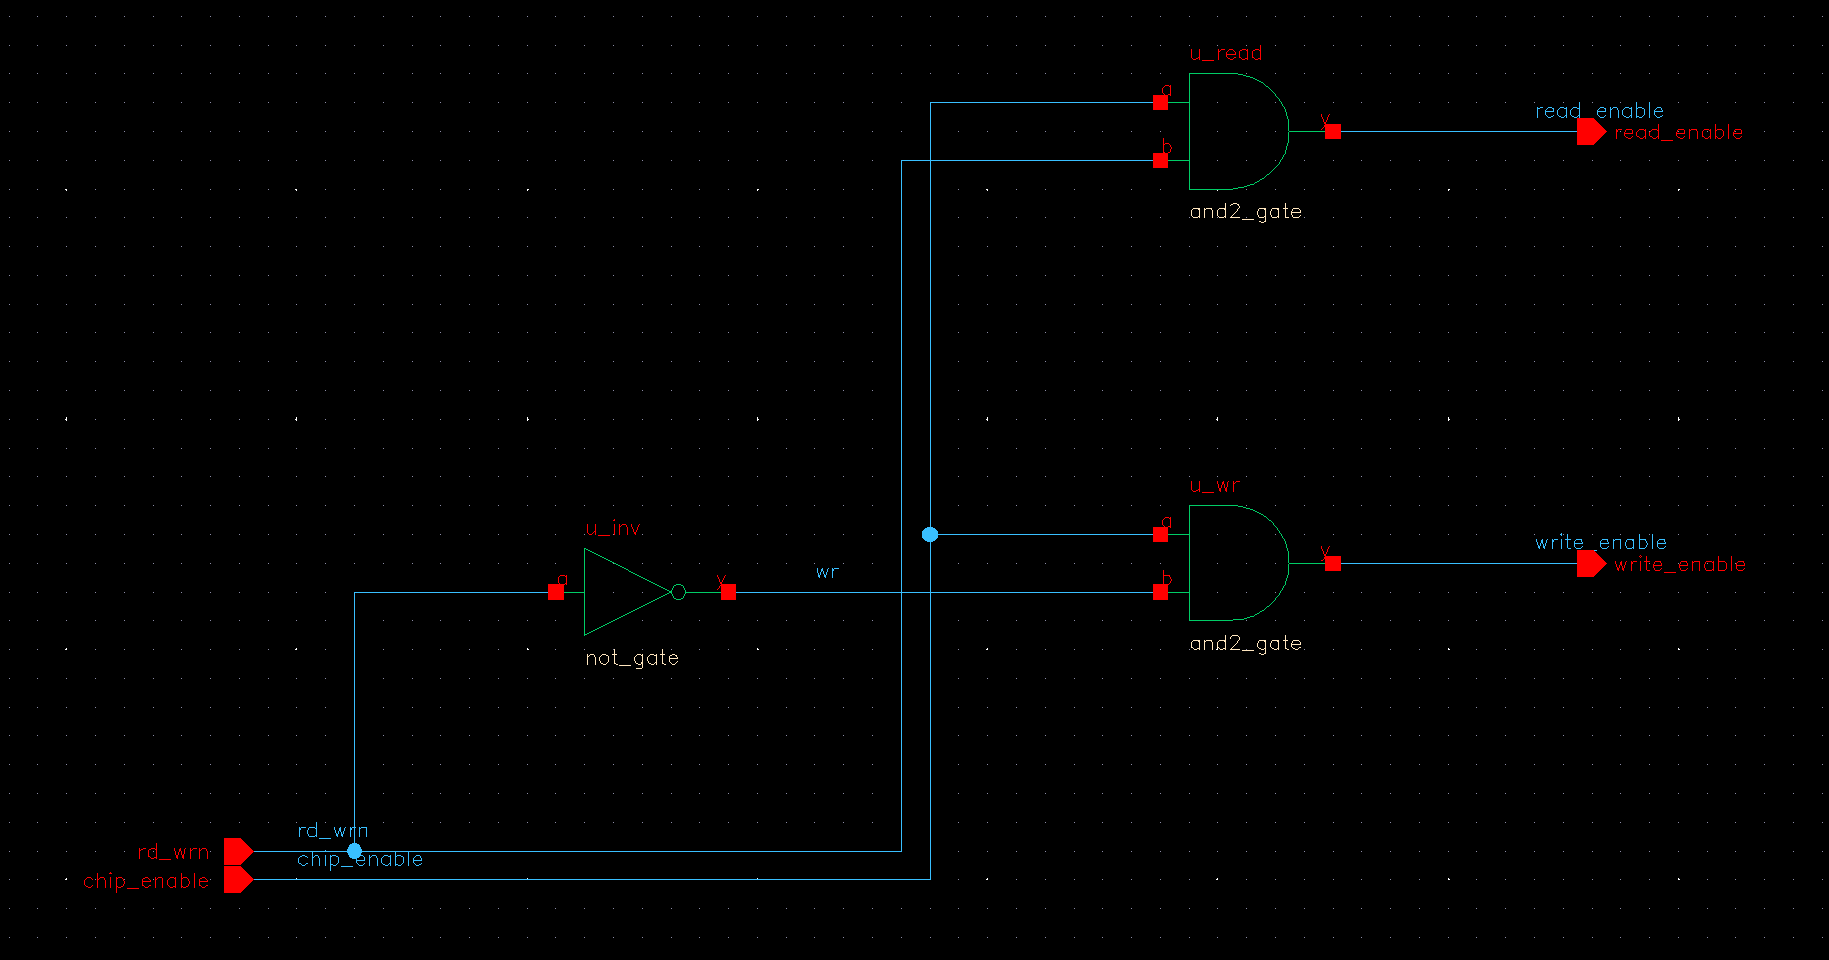 u_read
a
b
y
and2_gate
read_enable
read_enable
u_wr
a
b
y
and2_gate
write_enable
write_enable
u_inv
a
y
wr
not_gate
rd_wrn
rd_wrn
chip_enable
chip_enable